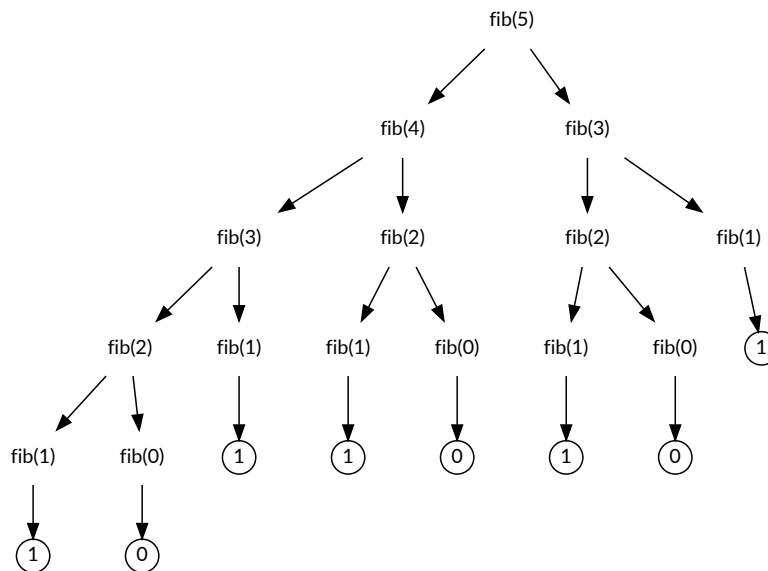 fib(5)
fib(4) fib(3)
fib(3) fib(2) fib(2) fib(1)
fib(2) fib(1) fib(1) fib(0) fib(1) fib(0) 1
fib(1) fib(0) 1 1 0 1 0
1 0